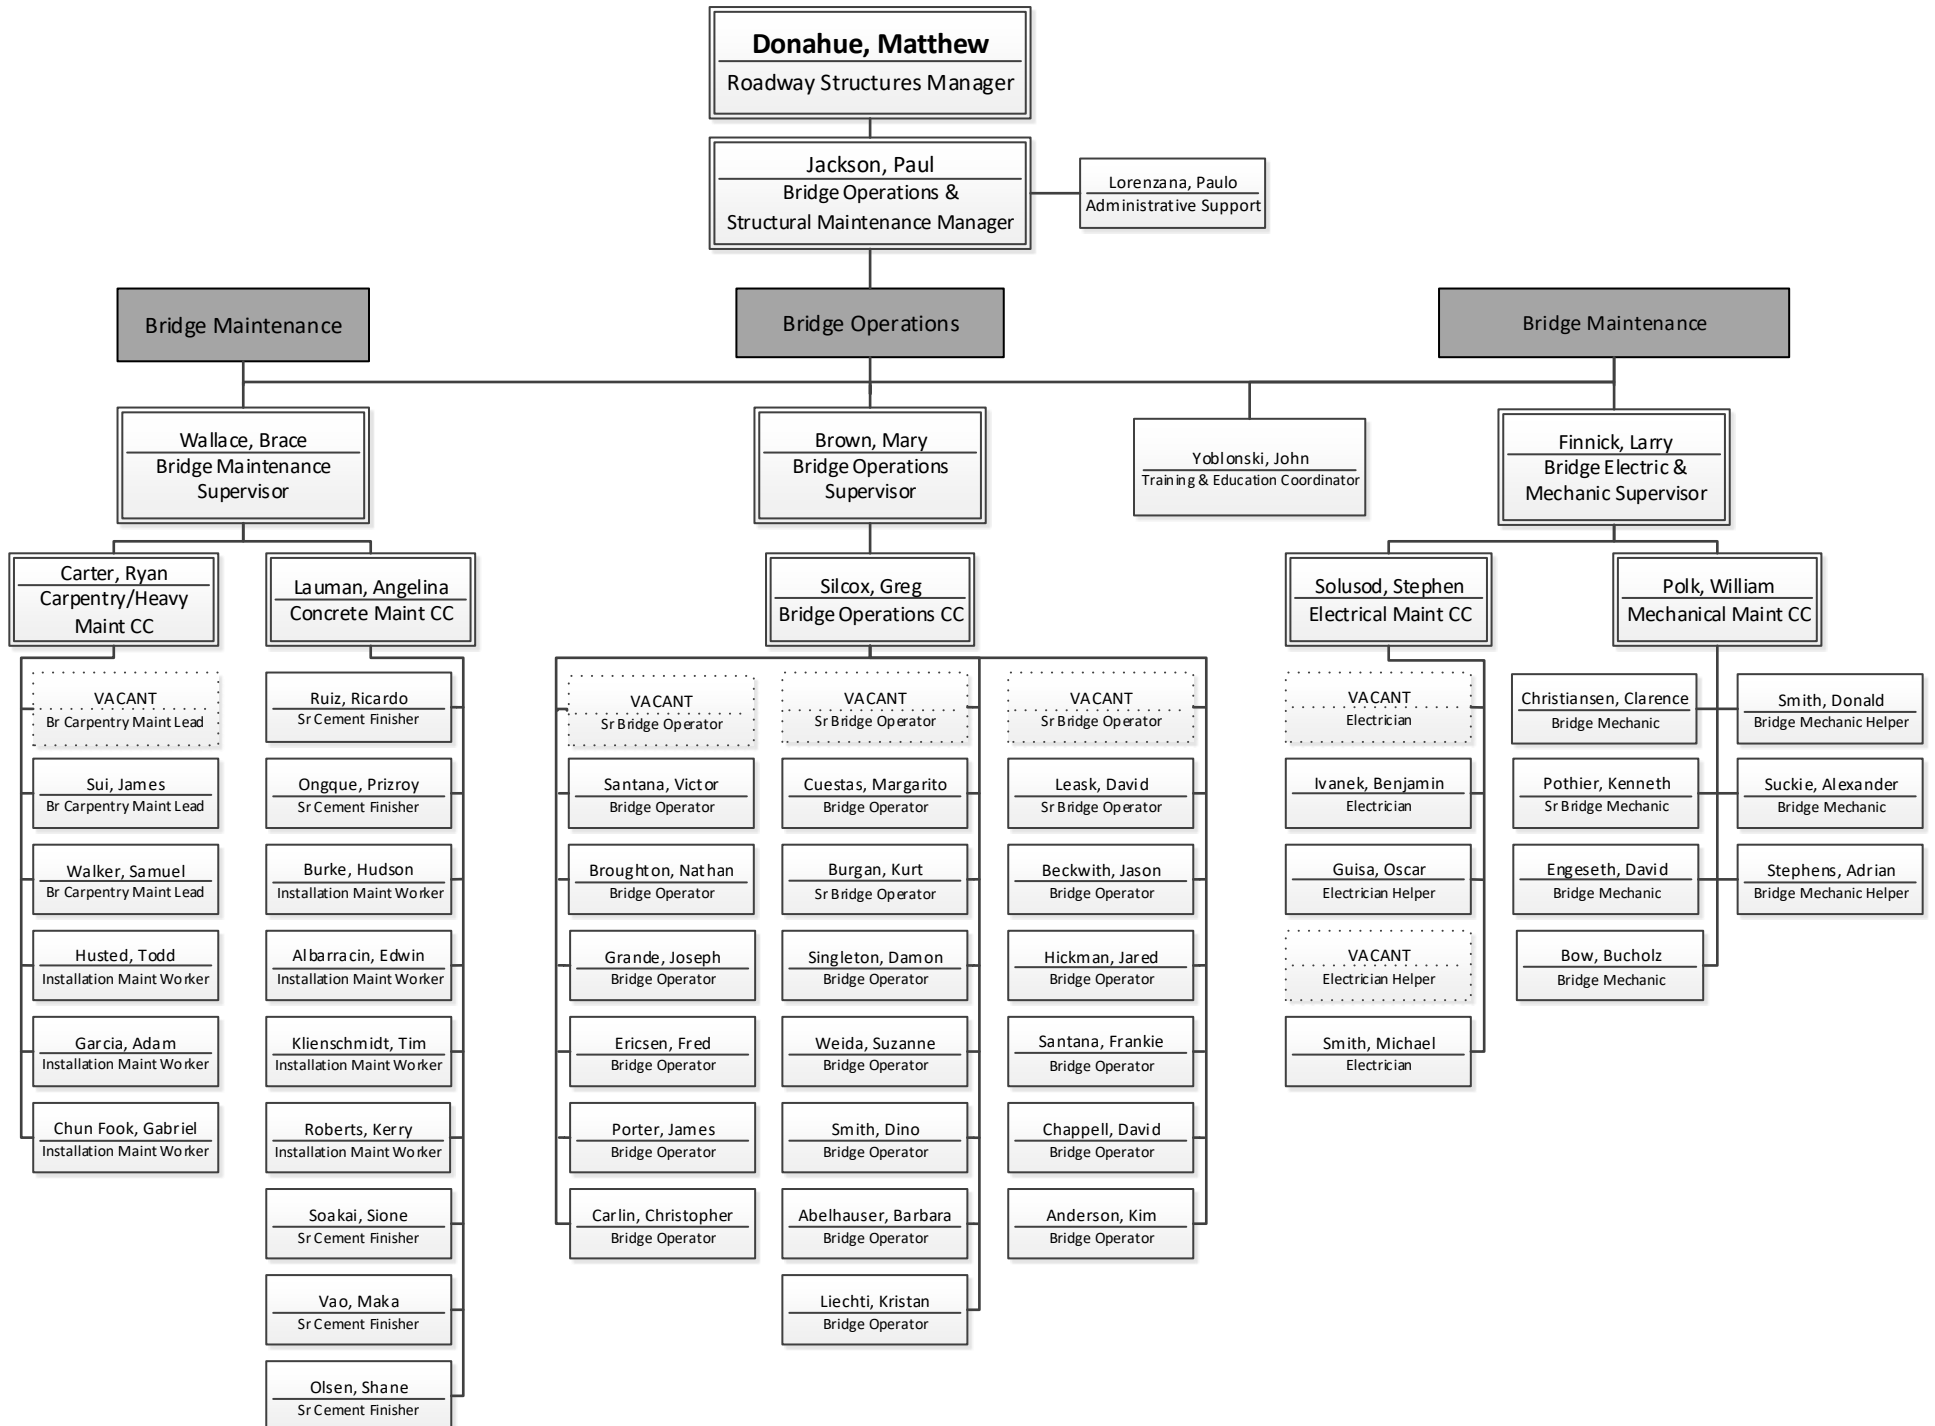 Donahue, Matthew
Roadway Structures Manager
Jackson, Paul
Bridge Operations &
Structural Maintenance Manager
Lorenzana, Paulo
Administrative Support
Bridge Maintenance
Bridge Operations
Bridge Maintenance
Wallace, Brace
Bridge Maintenance
Supervisor
Brown, Mary
Bridge Operations
Supervisor
Yoblonski, John
Training & Education Coordinator
Finnick, Larry
Bridge Electric &
Mechanic Supervisor
Carter, Ryan
Carpentry/Heavy
Maint CC
Lauman, Angelina
Concrete Maint CC
Silcox, Greg
Bridge Operations CC
Solusod, Stephen
Electrical Maint CC
Polk, William
Mechanical Maint CC
VACANT
Br Carpentry Maint Lead
Sui, James
Br Carpentry Maint Lead
Walker, Samuel
Br Carpentry Maint Lead
Husted, Todd
Installation Maint Worker
Garcia, Adam
Installation Maint Worker
Chun Fook, Gabriel
Installation Maint Worker
Ruiz, Ricardo
Sr Cement Finisher
Ongque, Prizroy
Sr Cement Finisher
Burke, Hudson
Installation Maint Worker
Albarracin, Edwin
Installation Maint Worker
Klienschmidt, Tim
Installation Maint Worker
Roberts, Kerry
Installation Maint Worker
Soakai, Sione
Sr Cement Finisher
Vao, Maka
Sr Cement Finisher
Olsen, Shane
Sr Cement Finisher
VACANT
Sr Bridge Operator
Santana, Victor
Bridge Operator
Broughton, Nathan
Bridge Operator
Grande, Joseph
Bridge Operator
Ericsen, Fred
Bridge Operator
Porter, James
Bridge Operator
Carlin, Christopher
Bridge Operator
VACANT
Sr Bridge Operator
Cuestas, Margarito
Bridge Operator
Burgan, Kurt
Sr Bridge Operator
Singleton, Damon
Bridge Operator
Weida, Suzanne
Bridge Operator
Smith, Dino
Bridge Operator
Abelhauser, Barbara
Bridge Operator
Liechti, Kristan
Bridge Operator
VACANT
Sr Bridge Operator
Leask, David
Sr Bridge Operator
Beckwith, Jason
Bridge Operator
Hickman, Jared
Bridge Operator
Santana, Frankie
Bridge Operator
Chappell, David
Bridge Operator
Anderson, Kim
Bridge Operator
VACANT
Electrician
Ivanek, Benjamin
Electrician
Guisa, Oscar
Electrician Helper
VACANT
Electrician Helper
Smith, Michael
Electrician
Christiansen, Clarence
Bridge Mechanic
Pothier, Kenneth
Sr Bridge Mechanic
Engeseth, David
Bridge Mechanic
Bow, Bucholz
Bridge Mechanic
Smith, Donald
Bridge Mechanic Helper
Suckie, Alexander
Bridge Mechanic
Stephens, Adrian
Bridge Mechanic Helper